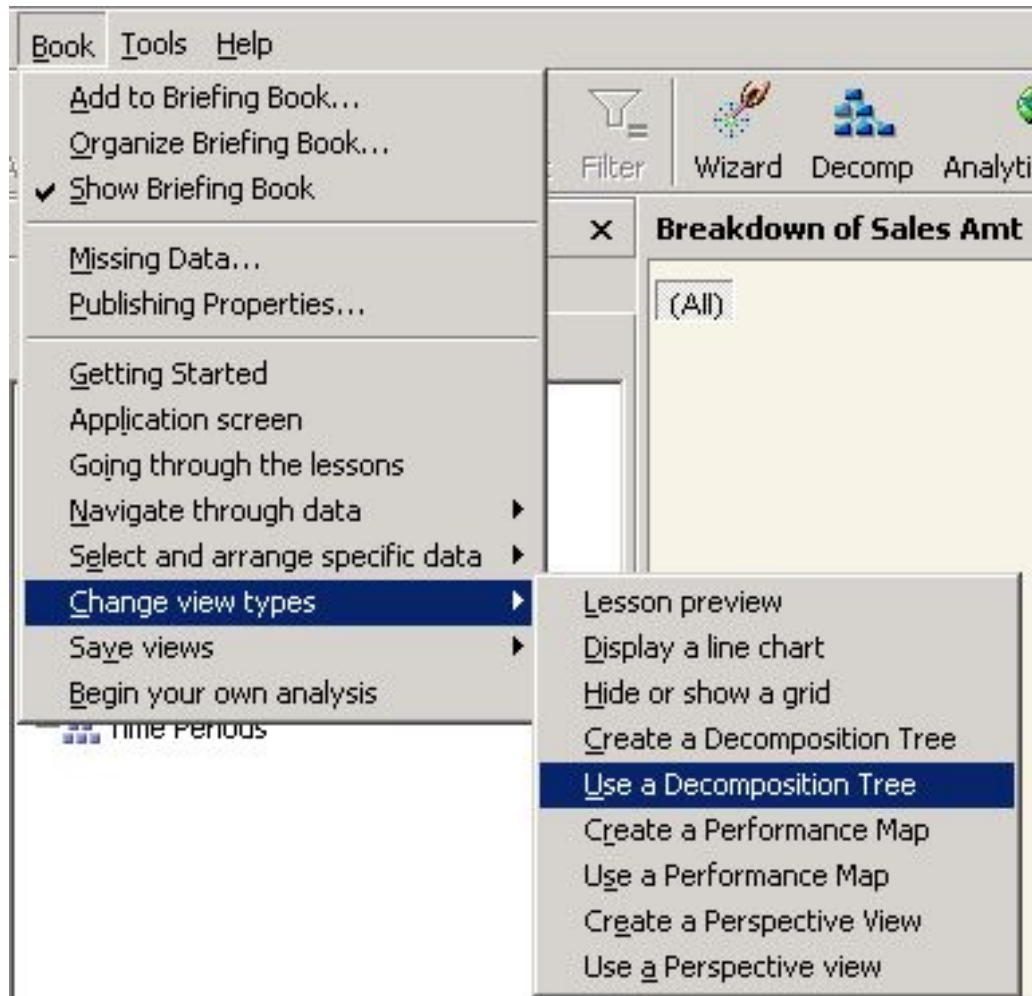 Book Tools Help
Add to Briefing Book...
Organize Briefing Book...
Show Briefing Book
Missing Data...
Publishing Properties...
Getting Started
Application screen
Going through the lessons
Navigate through data
Select and arrange specific data
Change view types
Save views
Begin your own analysis
Filter Wizard Decomp Analyti
Breakdown of Sales Amt
(All)
Lesson preview
Display a line chart
Hide or show a grid
Create a Decomposition Tree
Use a Decomposition Tree
Create a Performance Map
Use a Performance Map
Create a Perspective View
Use a Perspective view
Time Periods